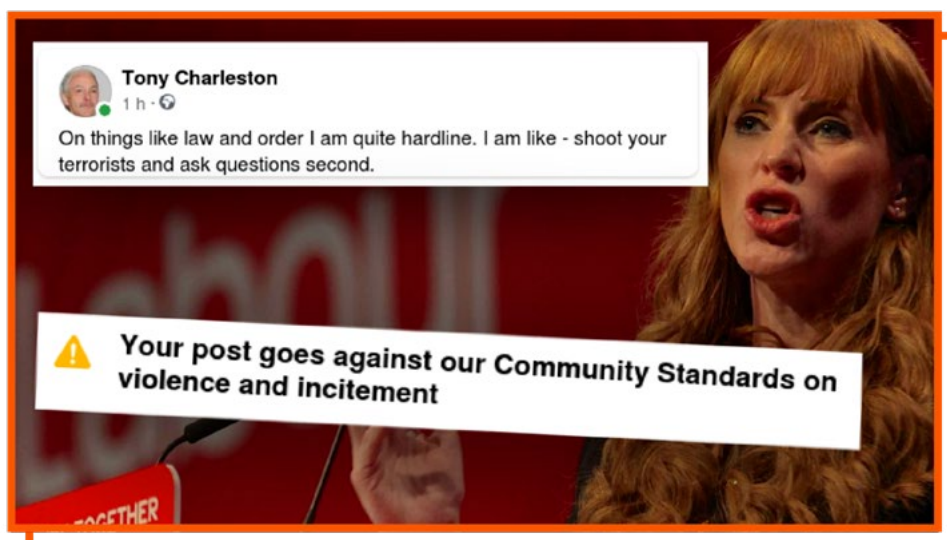 Tony Charleston
1 h ·
On things like law and order I am quite hardline. I am like - shoot your
terrorists and ask questions second.
Labour
Your post goes against our Community Standards on
violence and incitement
Lab
TOGETHER